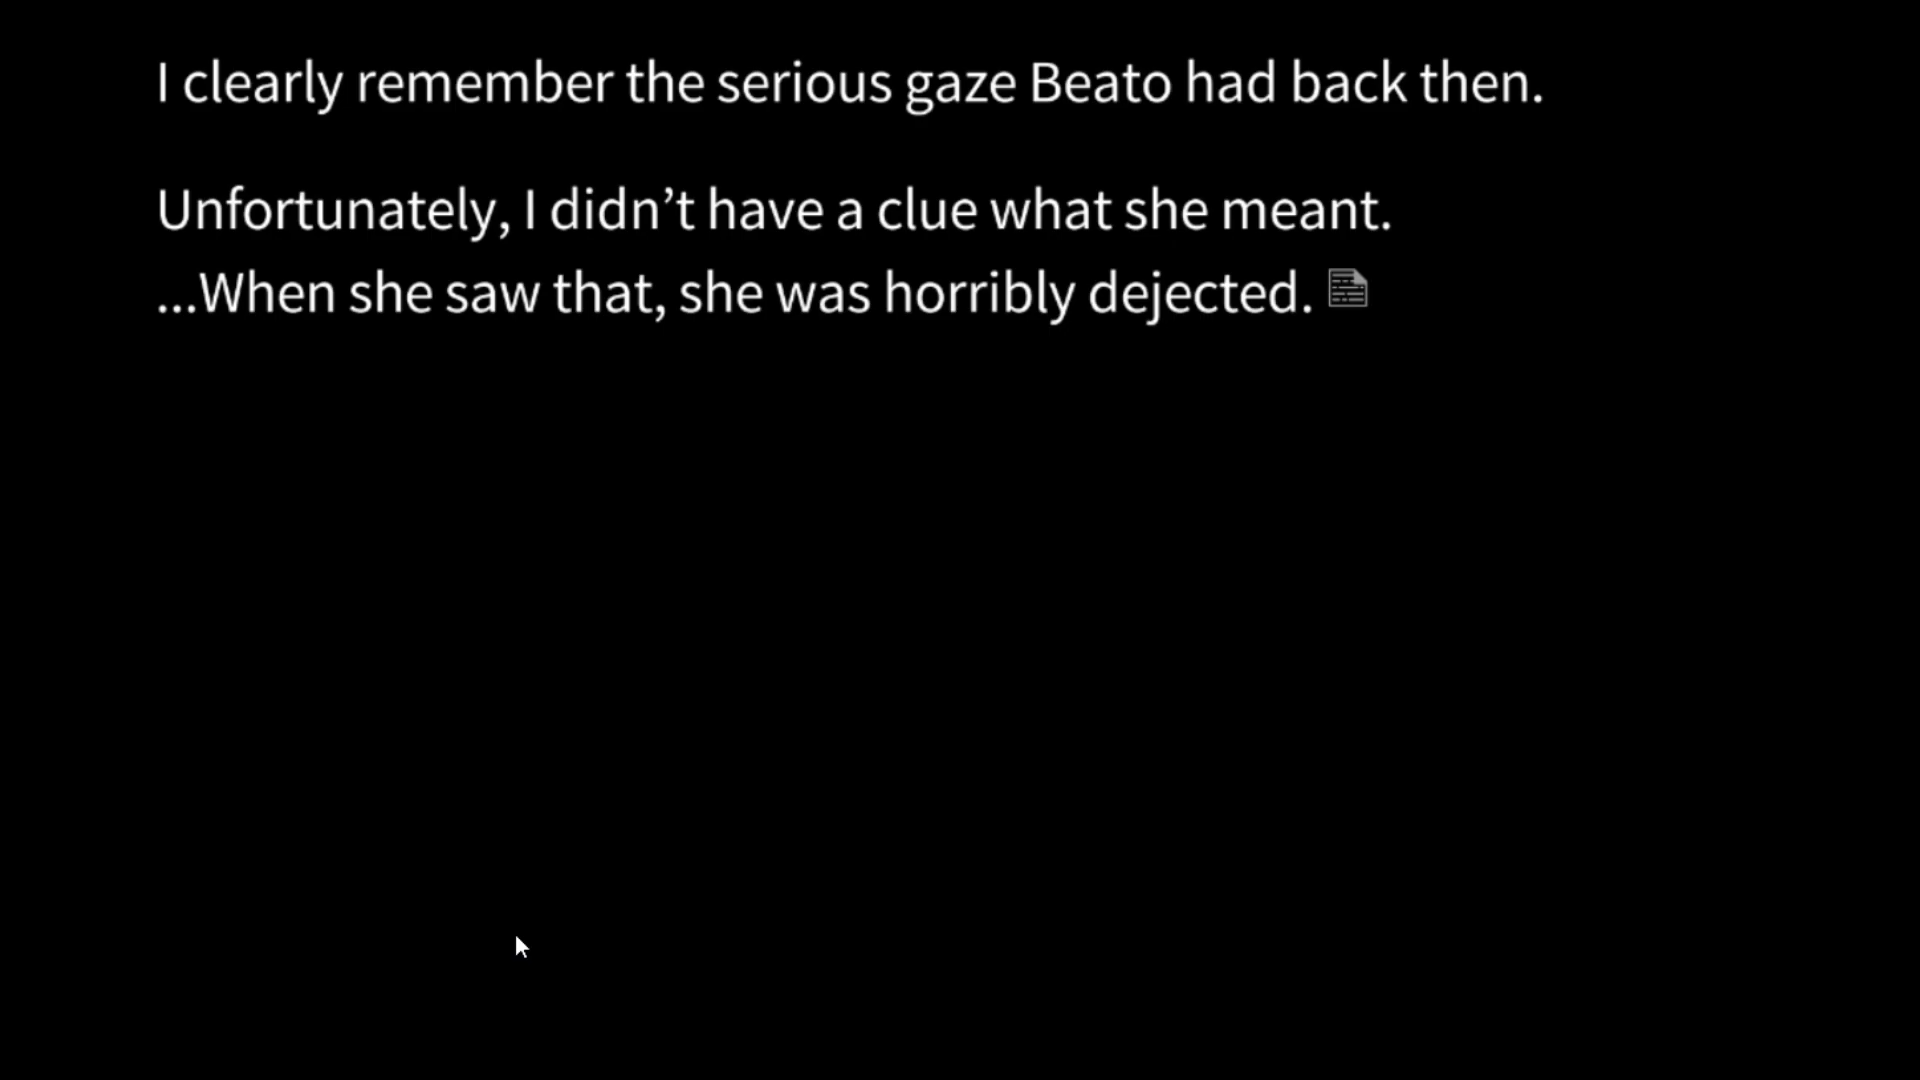 I clearly remember the serious gaze Beato had back then.
Unfortunately, I didn’t have a clue what she meant.
...When she saw that, she was horribly dejected.